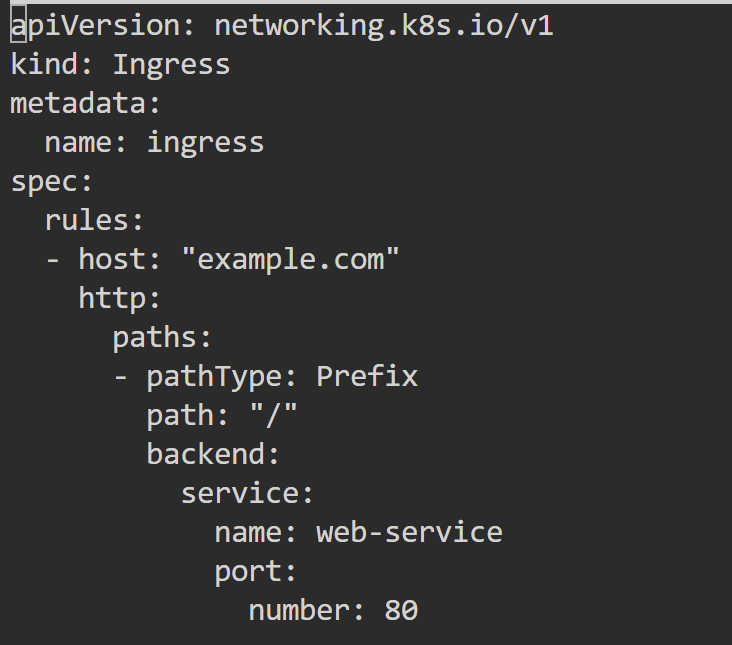 apiVersion: networking.k8s.io/v1
kind: Ingress
metadata:
  name: ingress
spec:
  rules:
  - host: "example.com"
    http:
      paths:
      - pathType: Prefix
        path: "/"
        backend:
          service:
            name: web-service
            port:
              number: 80